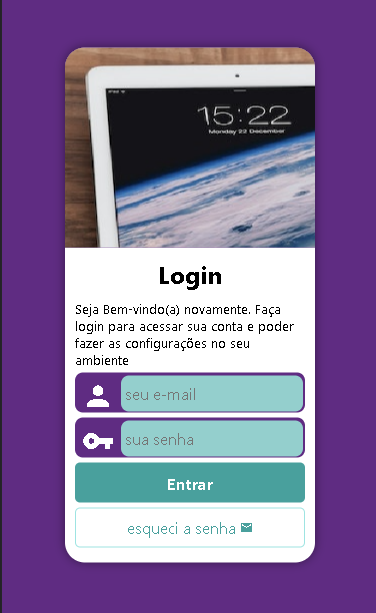 15:22
Monday 22 December
Login
Seja Bem-vindo(a) novamente. Faça
login para acessar sua conta e poder
fazer as configurações no seu
ambiente
seu e-mail
sua senha
Entrar
esqueci a senha